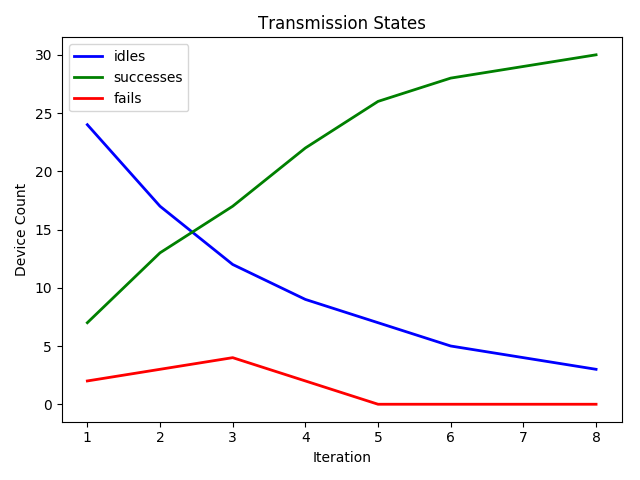 Transmission States
idles
successes
fails
Device Count
30
25
20
15
10
5
0
1 2 3 4 5 6 7 8
Iteration